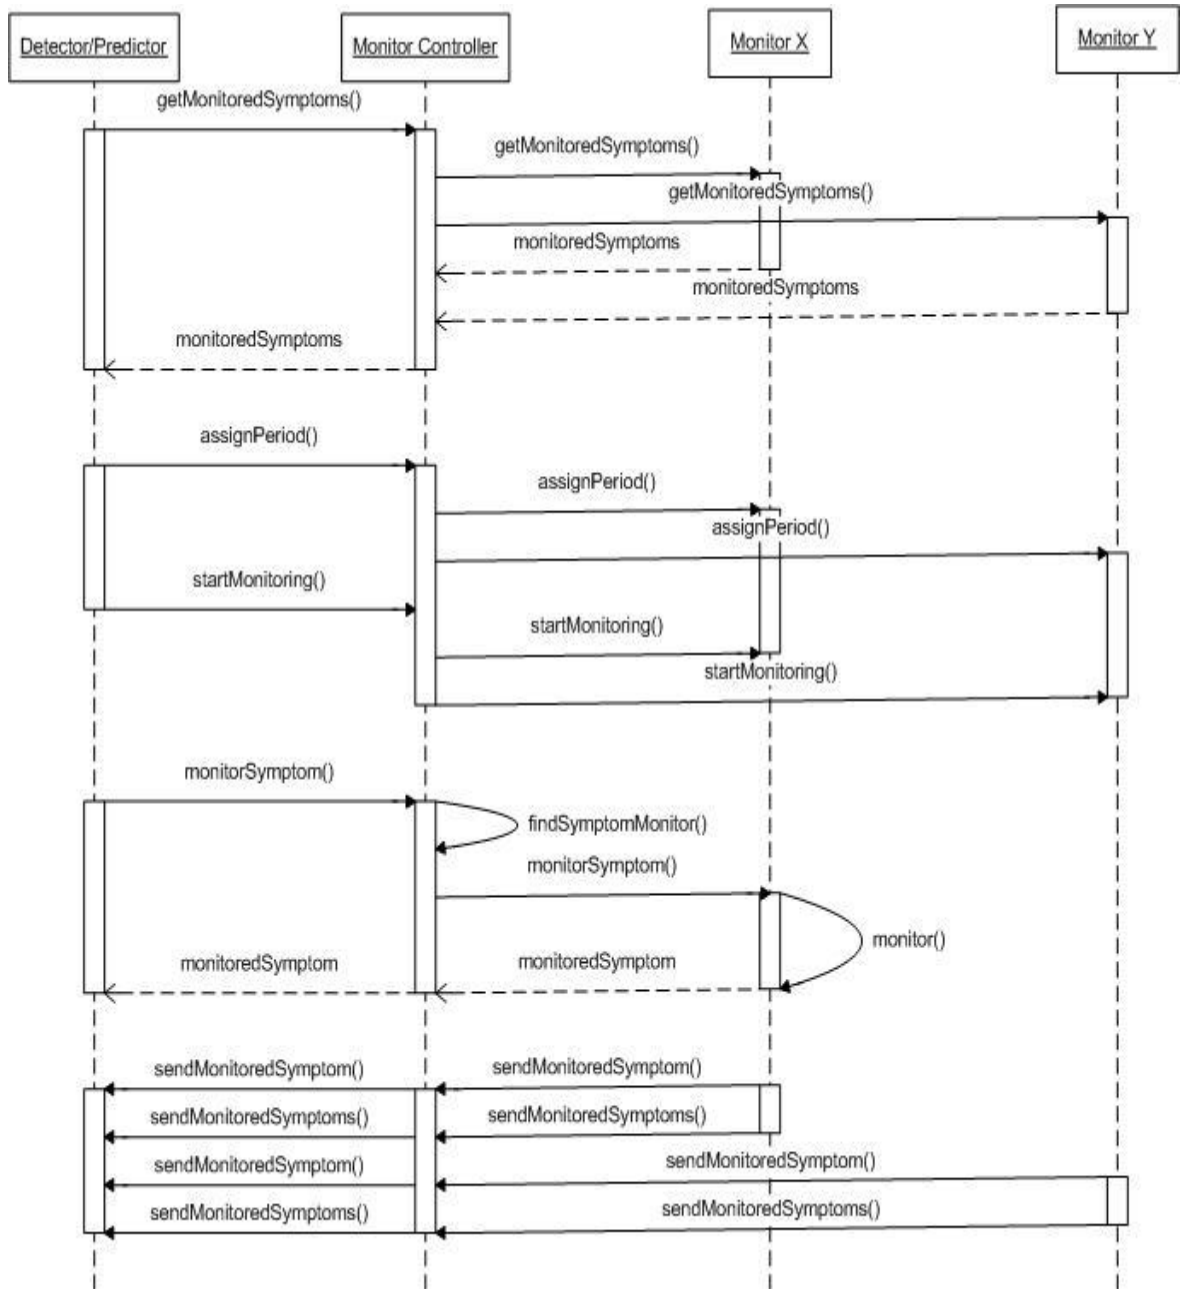 Detector/Predictor
Monitor Controller
Monitor X
Monitor Y
getMonitoredSymptoms()
getMonitoredSymptoms()
getMonitoredSymptoms()
monitoredSymptoms
monitoredSymptoms
monitoredSymptoms
assignPeriod()
assignPeriod()
assignPeriod()
startMonitoring()
startMonitoring()
startMonitoring()
monitorSymptom()
findSymptomMonitor()
monitorSymptom()
monitor()
monitoredSymptom
monitoredSymptom
sendMonitoredSymptom()
sendMonitoredSymptom()
sendMonitoredSymptoms()
sendMonitoredSymptoms()
sendMonitoredSymptom()
sendMonitoredSymptom()
sendMonitoredSymptoms()
sendMonitoredSymptoms()